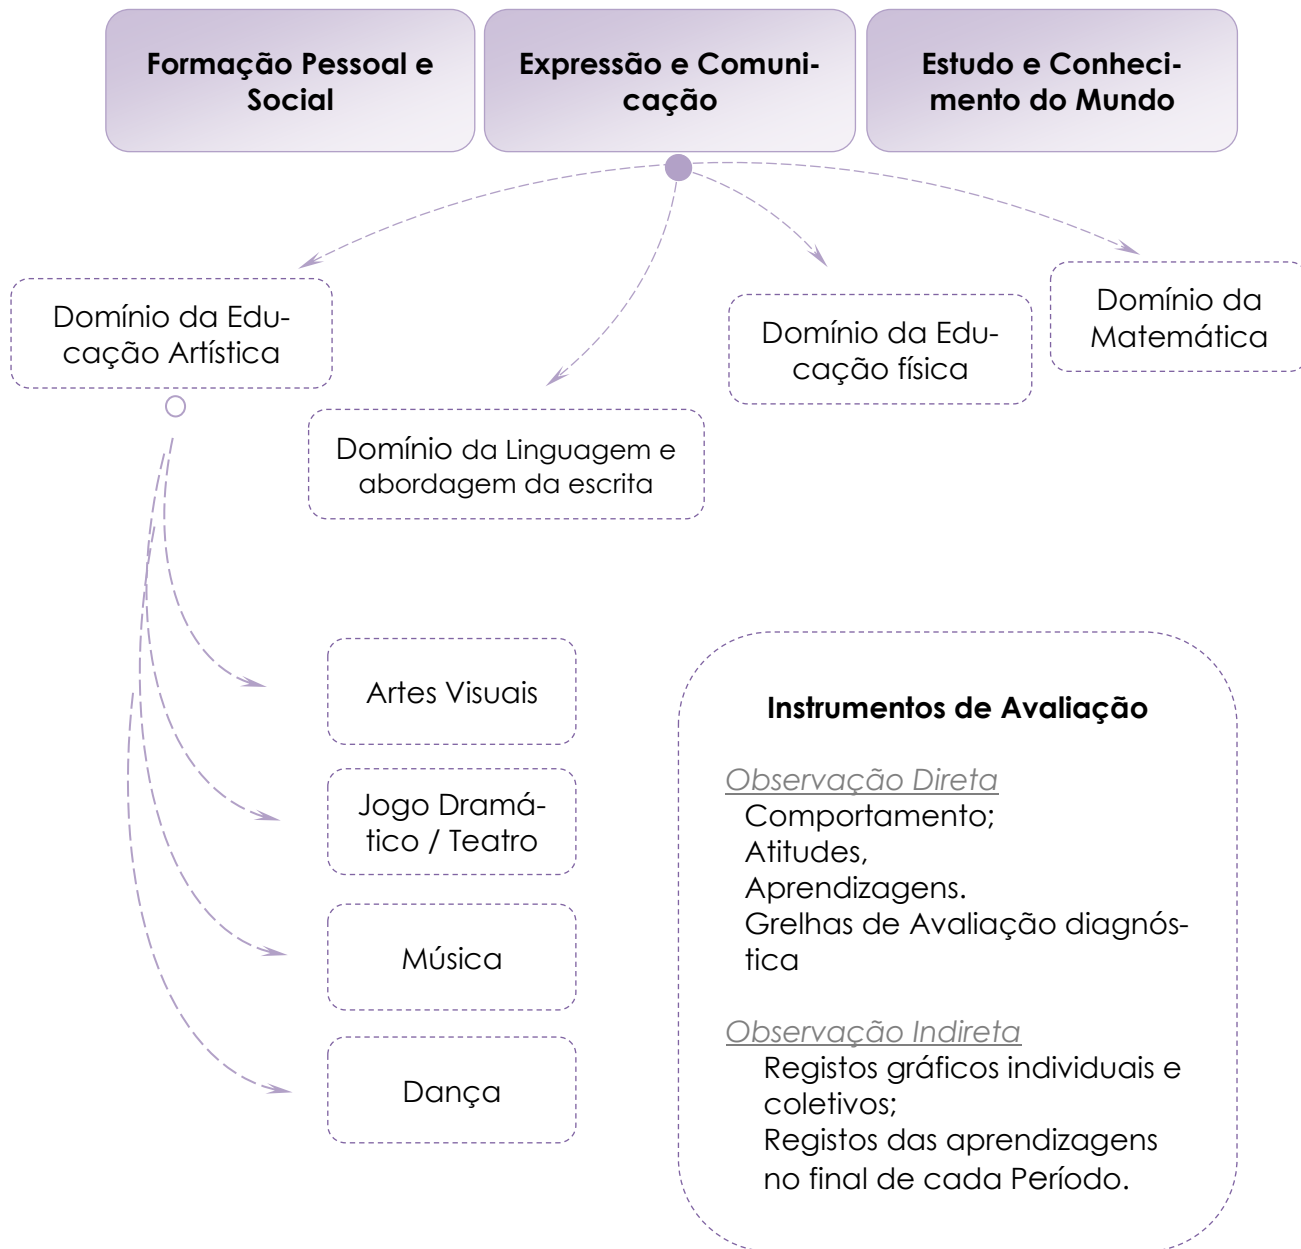 Formação Pessoal e
Social
Expressão e Comuni-
cação
Estudo e Conheci-
mento do Mundo
Domínio da Edu-
cação Artística
Domínio da Linguagem e
abordagem da escrita
Domínio da Edu-
cação física
Domínio da
Matemática
Artes Visuais
Jogo Dramá-
tico / Teatro
Música
Dança
Instrumentos de Avaliação
Observação Direta
Comportamento;
Atitudes,
Aprendizagens.
Grelhas de Avaliação diagnós-
tica
Observação Indireta
Registos gráficos individuais e
coletivos;
Registos das aprendizagens
no final de cada Período.